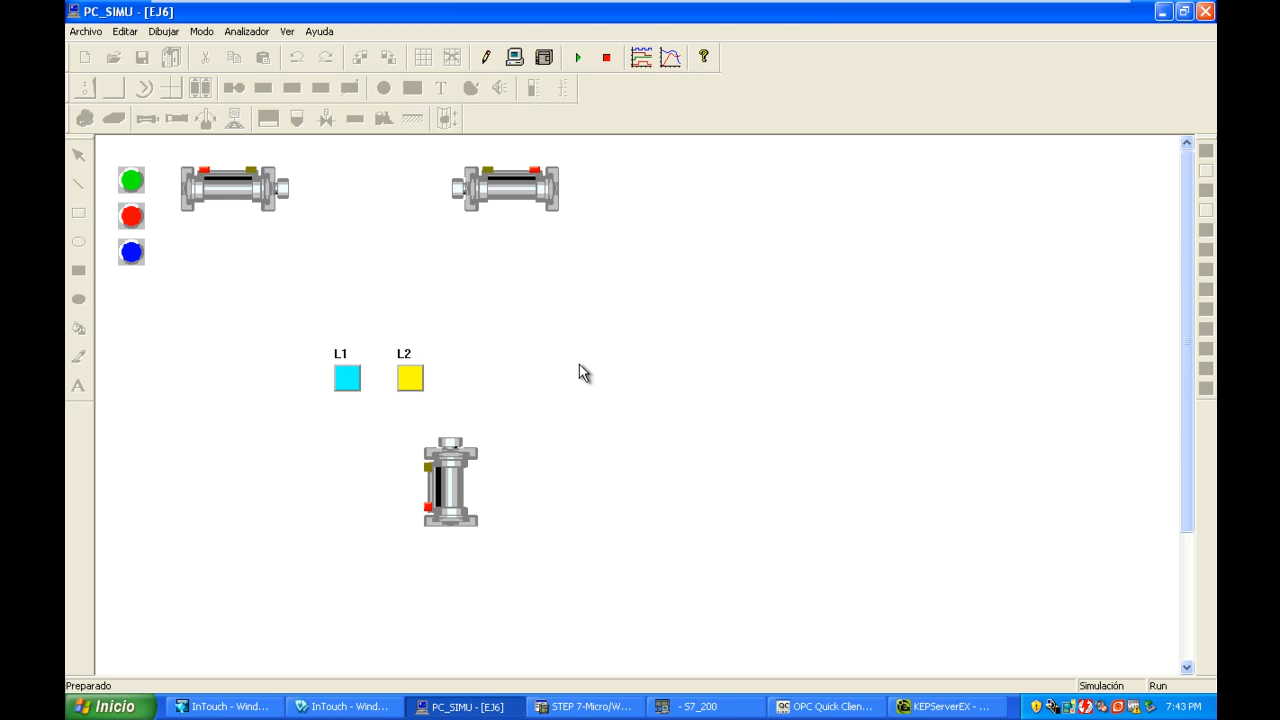 PC_SIMU - [EJ6]
Archivo Editar Dibujar Modo Analizador Ver Ayuda
L1 L2
Preparado Simulación Run
Inicio InTouch - Wind... InTouch - Wind... PC_SIMU - [EJ6] STEP 7-Micro/W... - S7_200 OPC Quick Clien... KEPServerEX - ... 7:43 PM